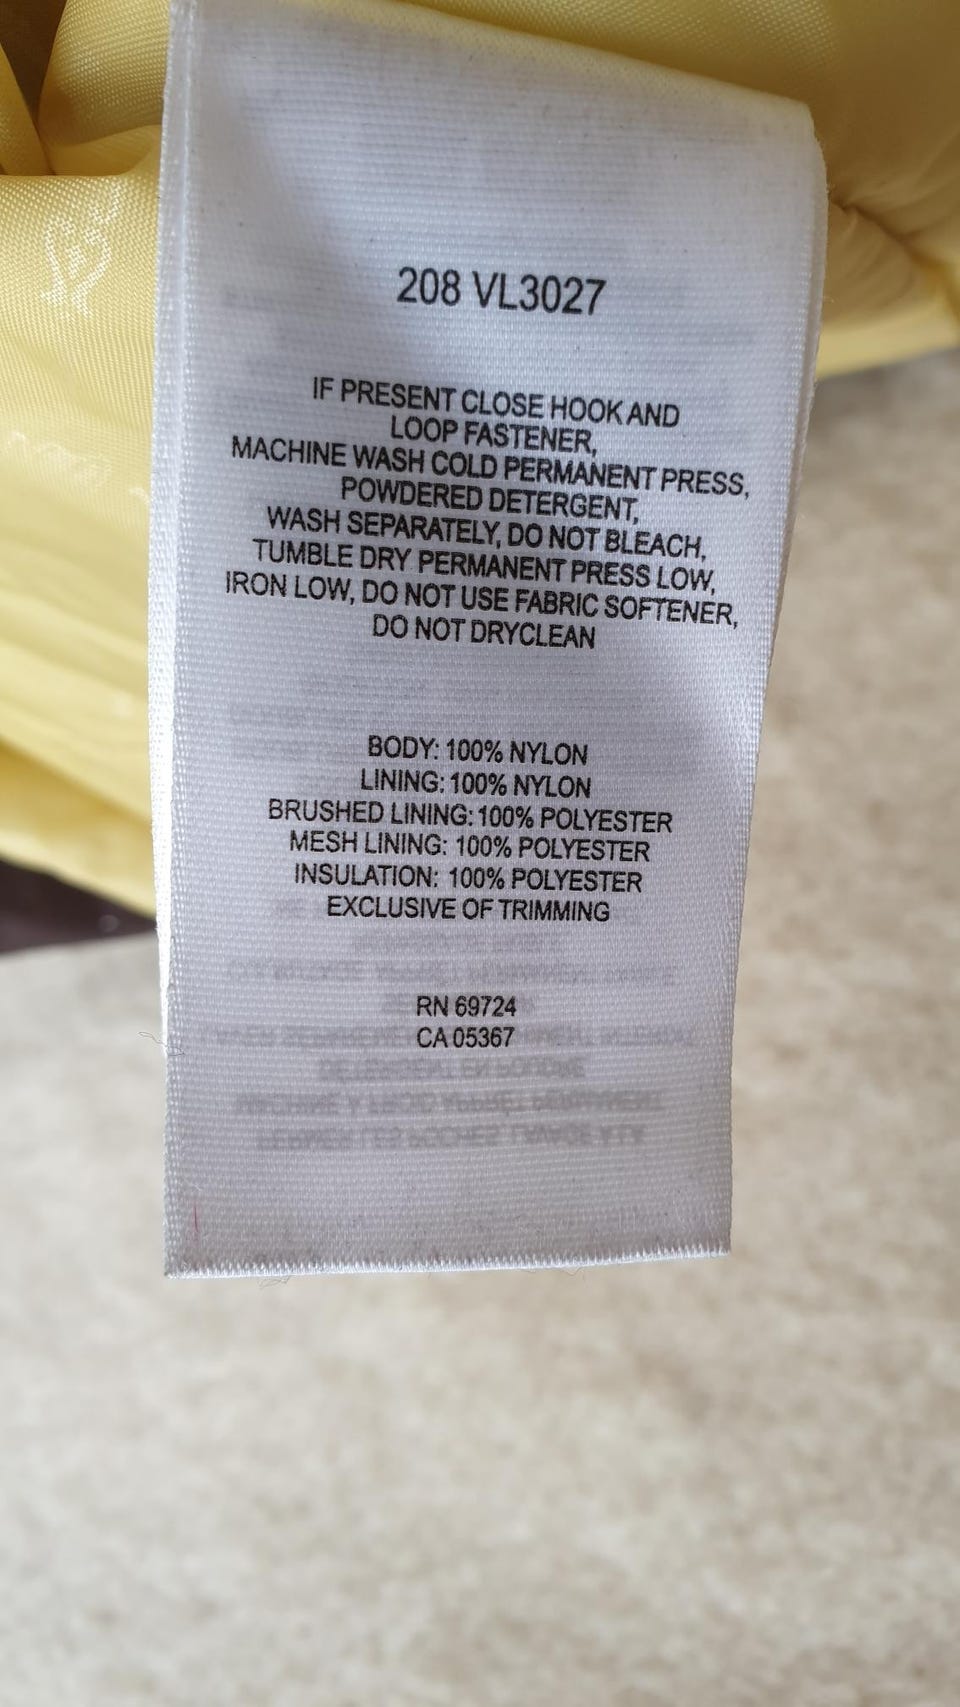 208 VL3027
IF PRESENT CLOSE HOOK AND
LOOP FASTENER,
MACHINE WASH COLD PERMANENT PRESS,
POWDERED DETERGENT,
WASH SEPARATELY, DO NOT BLEACH,
TUMBLE DRY PERMANENT PRESS LOW,
IRON LOW, DO NOT USE FABRIC SOFTENER,
DO NOT DRYCLEAN
BODY: 100% NYLON
LINING: 100% NYLON
BRUSHED LINING: 100% POLYESTER
MESH LINING: 100% POLYESTER
INSULATION: 100% POLYESTER
EXCLUSIVE OF TRIMMING
RN 69724
CA 05367